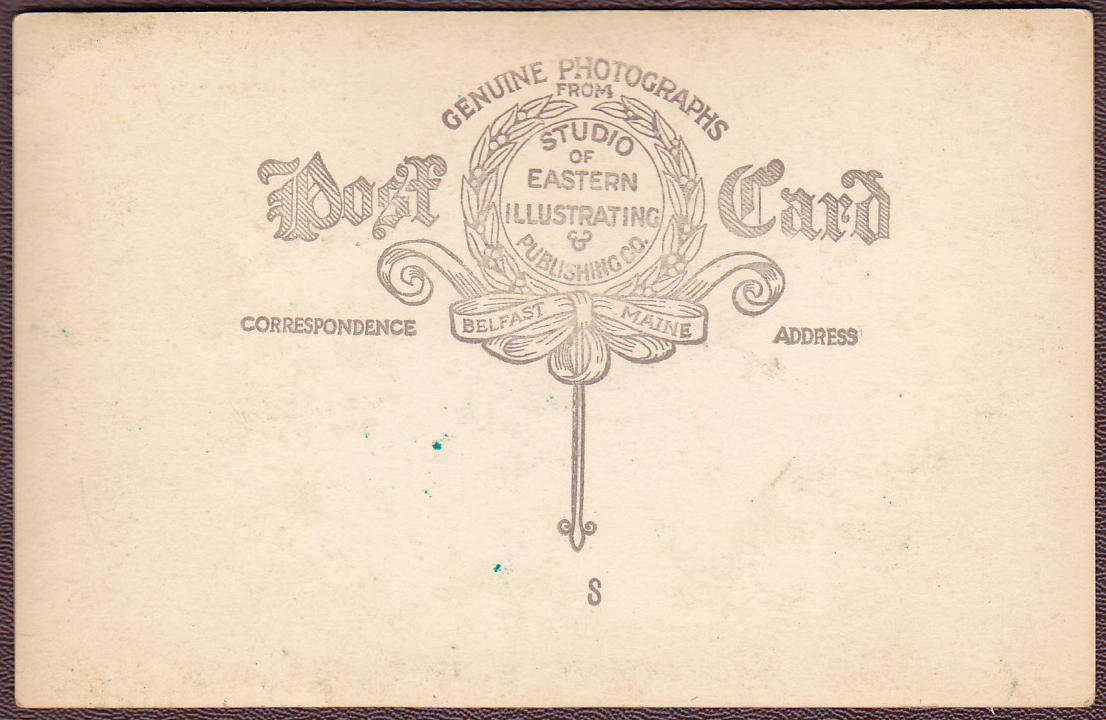 GENUINE PHOTOGRAPHS
FROM
STUDIO
OF
EASTERN
ILLUSTRATING
&
PUBLISHING CO.
Post Card
BELFAST MAINE
CORRESPONDENCE
ADDRESS
S